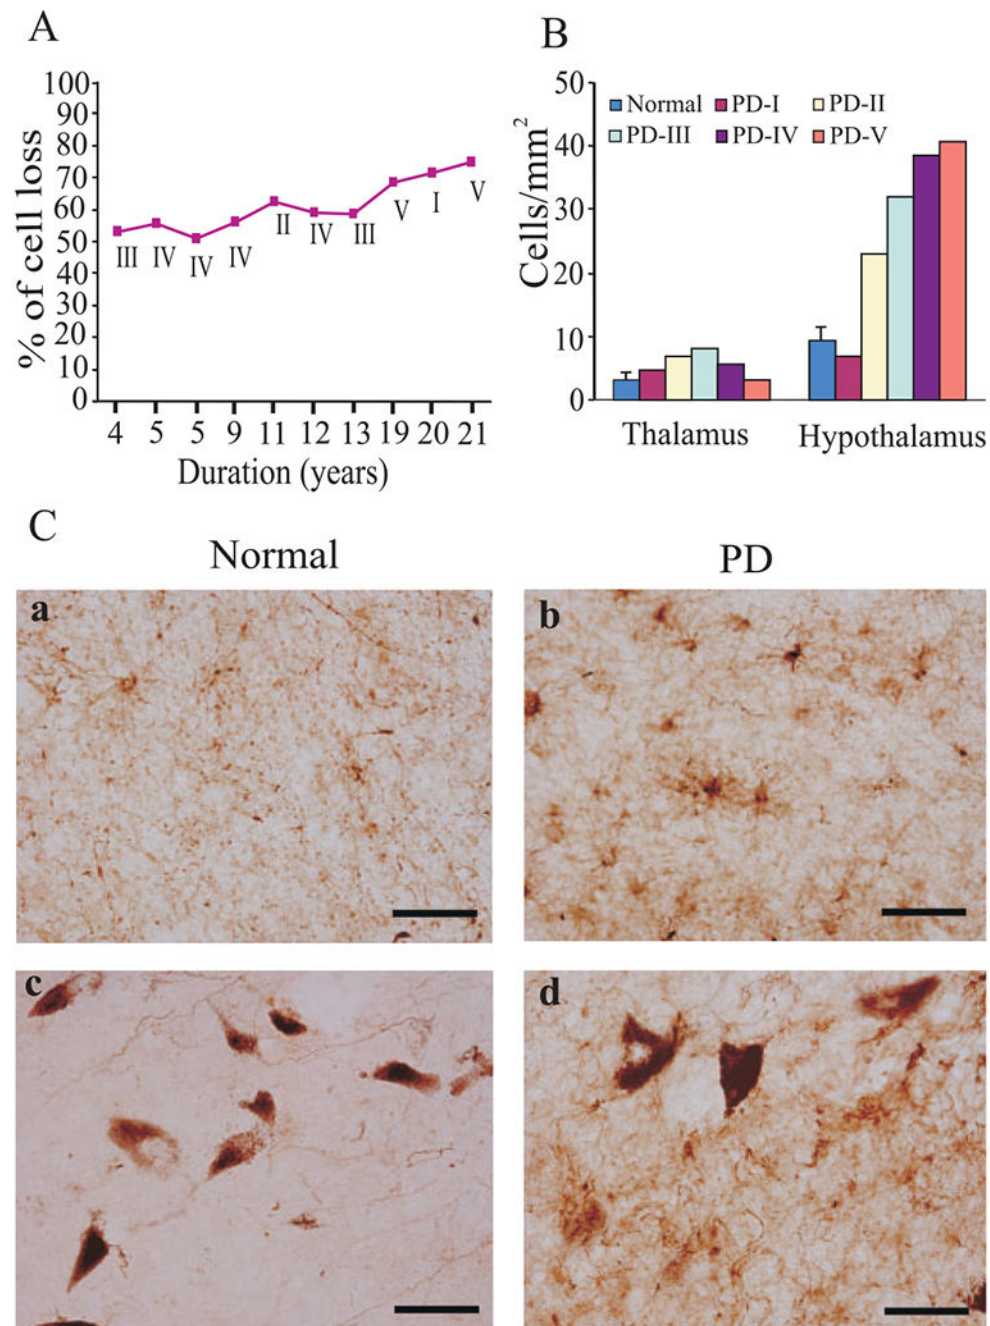 A
% of cell loss
100
90
80
70
60
50
40
30
20
10
0
III IV IV IV II IV III V I V
4 5 5 9 11 12 13 19 20 21
Duration (years)
B
Cells/mm²
50
40
30
20
10
0
Normal PD-I PD-II
PD-III PD-IV PD-V
Thalamus Hypothalamus
C
Normal PD
a b
c d